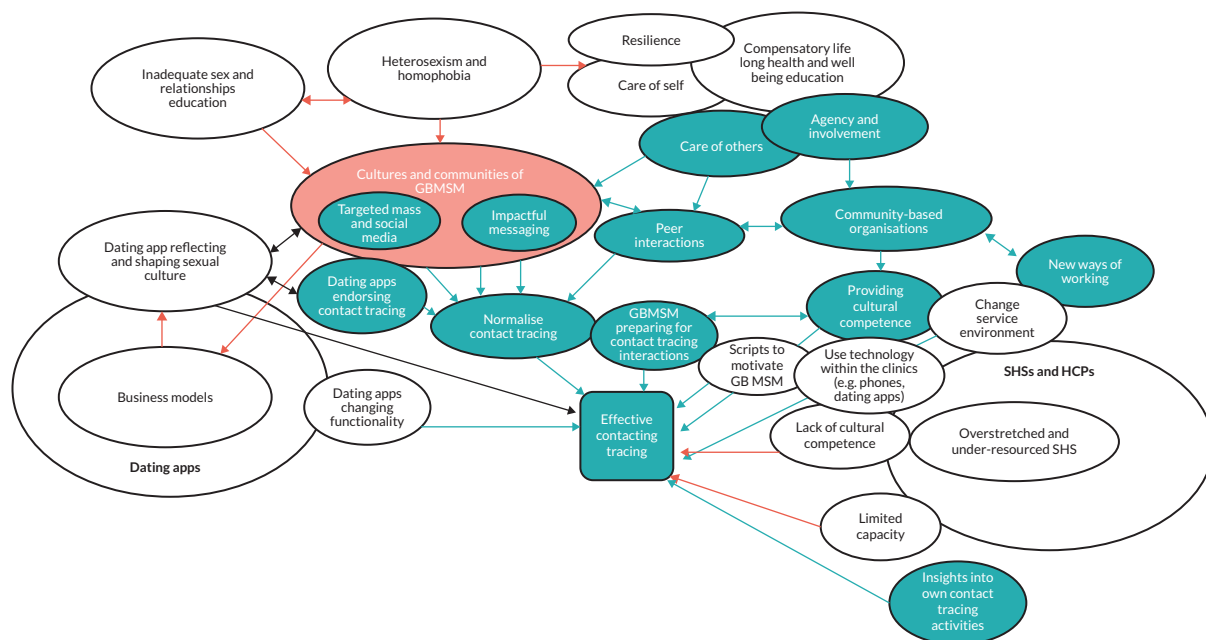 Resilience
Compensatory life
long health and well
being education
Heterosexism and
homophobia
Inadequate sex and
relationships
education
Care of self
Agency and
involvement
Care of others
Cultures and communities of
GBMSM
Targeted mass
and social
media
Impactful
messaging
Peer
interactions
Community-based
organisations
Dating app reflecting
and shaping sexual
culture
New ways of
working
Dating apps
endorsing
contact tracing
Providing
cultural
competence
Change
service
environment
Normalise
contact tracing
GBMSM
preparing for
contact tracing
interactions
Scripts to
motivate
GB MSM
Use technology
within the clinics
(e.g. phones,
dating apps)
SHSs and HCPs
Business models
Dating apps
changing
functionality
Effective
contacting
tracing
Lack of cultural
competence
Overstretched and
under-resourced SHS
Dating apps
Limited
capacity
Insights into
own contact
tracing
activities